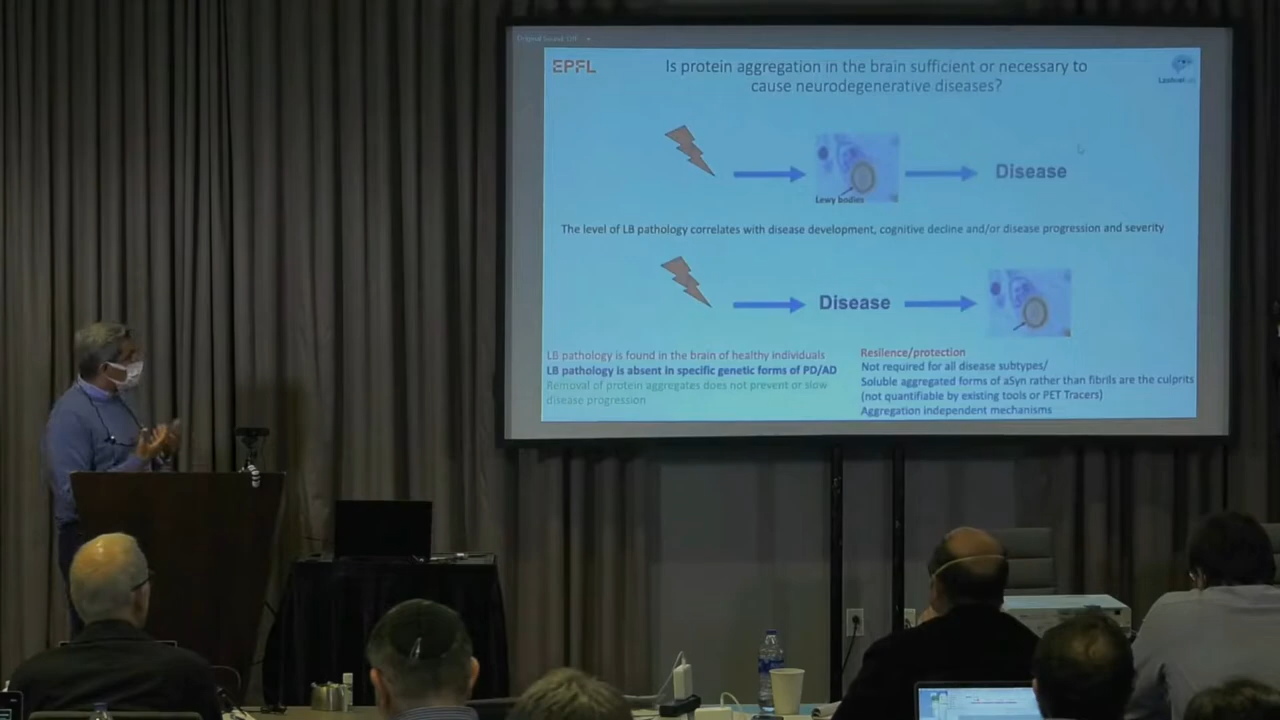 Original Sound: Off
EPFL
Is protein aggregation in the brain sufficient or necessary to
cause neurodegenerative diseases?
Lewy bodies
Disease
The level of LB pathology correlates with disease development, cognitive decline and/or disease progression and severity
Disease
LB pathology is found in the brain of healthy individuals
LB pathology is absent in specific genetic forms of PD/AD
Removal of protein aggregates does not prevent or slow
disease progression
Resilence/protection
Not required for all disease subtypes/
Soluble aggregated forms of aSyn rather than fibrils are the culprits
(not quantifiable by existing tools or PET Tracers)
Aggregation independent mechanisms